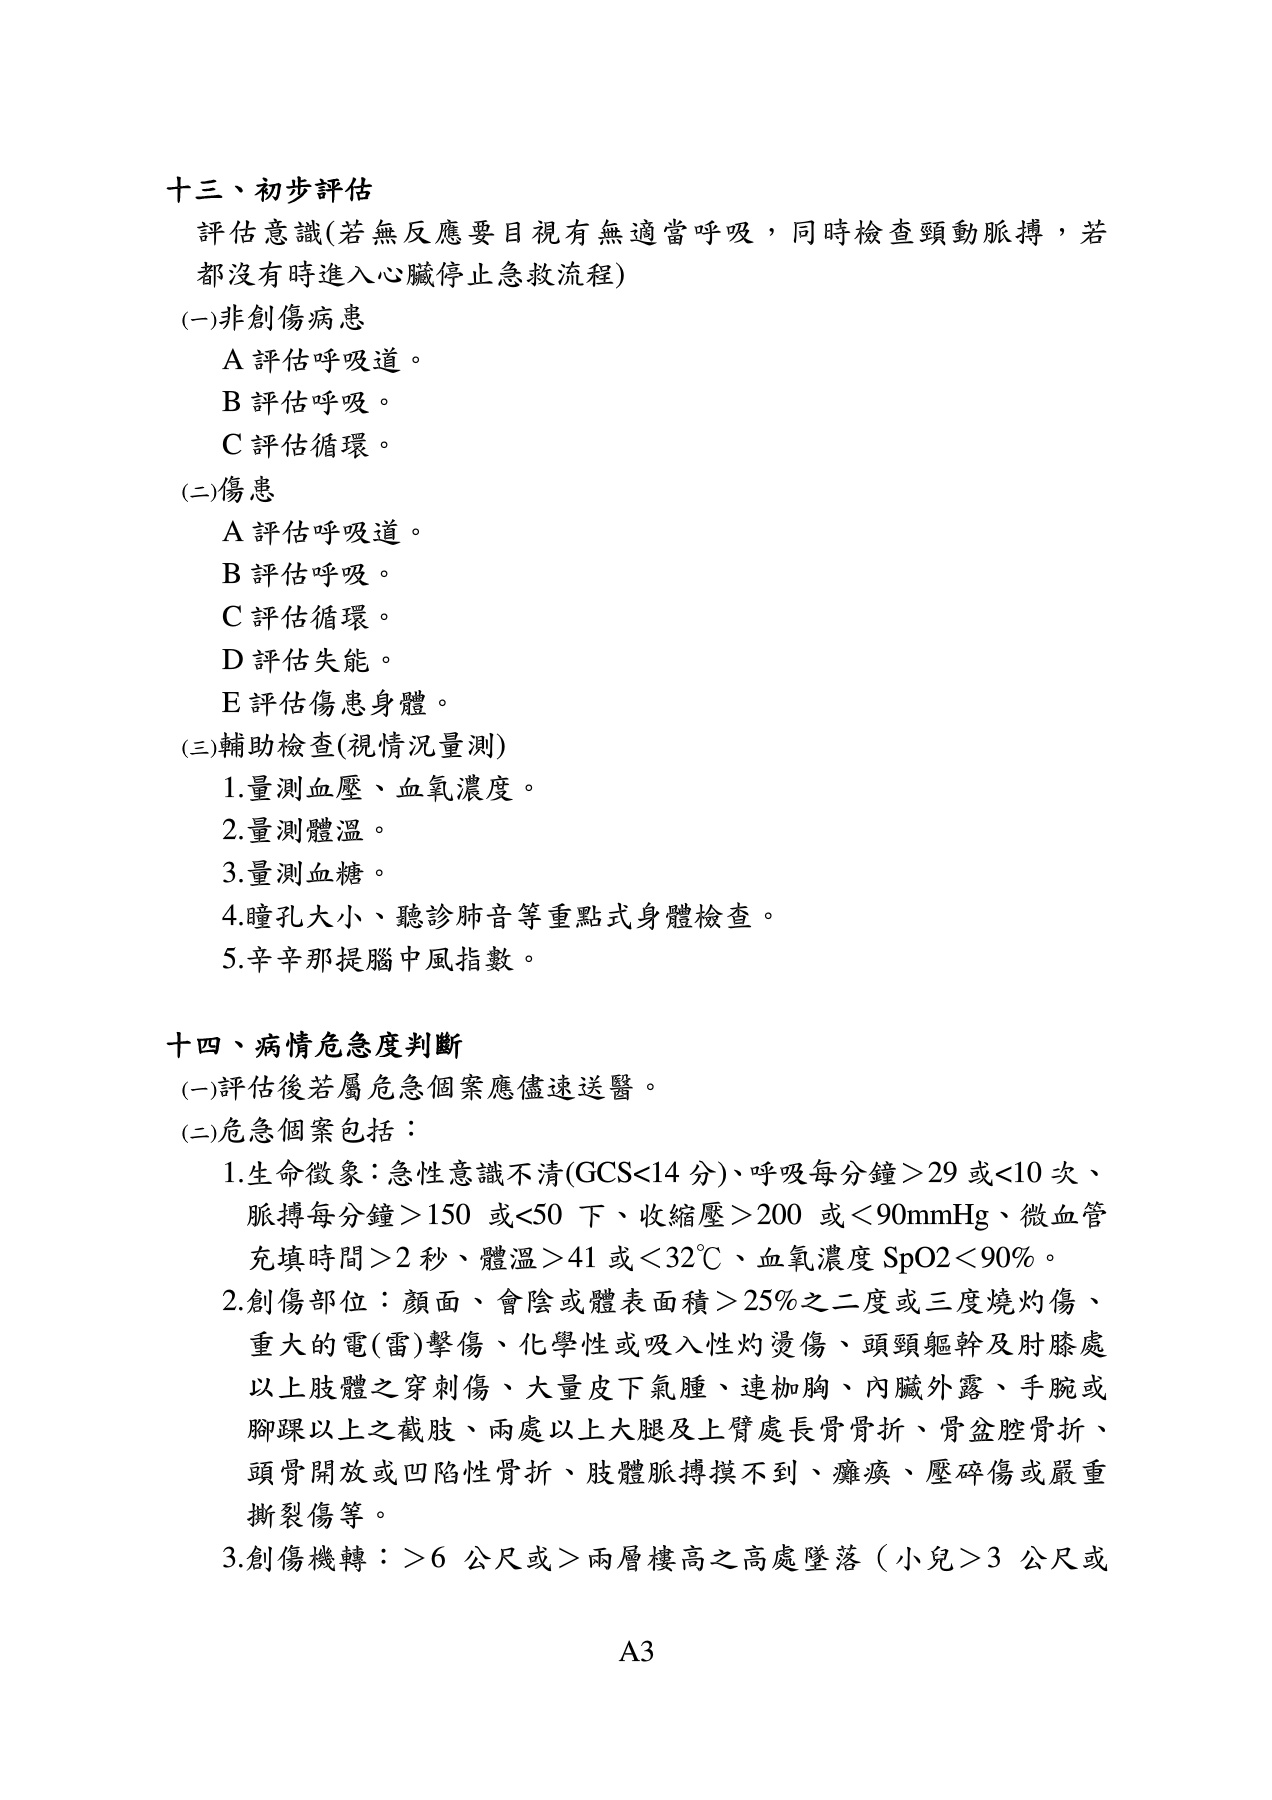 十三、初步評估
評估意識(若無反應要目視有無適當呼吸，同時檢查頸動脈搏，若
都沒有時進入心臟停止急救流程)
(一)非創傷病患
A 評估呼吸道。
B 評估呼吸。
C 評估循環。
(二)傷患
A 評估呼吸道。
B 評估呼吸。
C 評估循環。
D 評估失能。
E 評估傷患身體。
(三)輔助檢查(視情況量測)
1.量測血壓、血氧濃度。
2.量測體溫。
3.量測血糖。
4.瞳孔大小、聽診肺音等重點式身體檢查。
5.辛辛那提腦中風指數。
十四、病情危急度判斷
(一)評估後若屬危急個案應儘速送醫。
(二)危急個案包括：
1.生命徵象：急性意識不清(GCS<14 分)、呼吸每分鐘＞29 或<10 次、
脈搏每分鐘＞150 或<50 下、收縮壓＞200 或＜90mmHg、微血管
充填時間＞2 秒、體溫＞41 或＜32℃、血氧濃度 SpO2＜90%。
2.創傷部位：顏面、會陰或體表面積＞25%之二度或三度燒灼傷、
重大的電(雷)擊傷、化學性或吸入性灼燙傷、頭頸軀幹及肘膝處
以上肢體之穿刺傷、大量皮下氣腫、連枷胸、內臟外露、手腕或
腳踝以上之截肢、兩處以上大腿及上臂處長骨骨折、骨盆腔骨折、
頭骨開放或凹陷性骨折、肢體脈搏摸不到、癱瘓、壓碎傷或嚴重
撕裂傷等。
3.創傷機轉：＞6 公尺或＞兩層樓高之高處墜落（小兒＞3 公尺或
A3